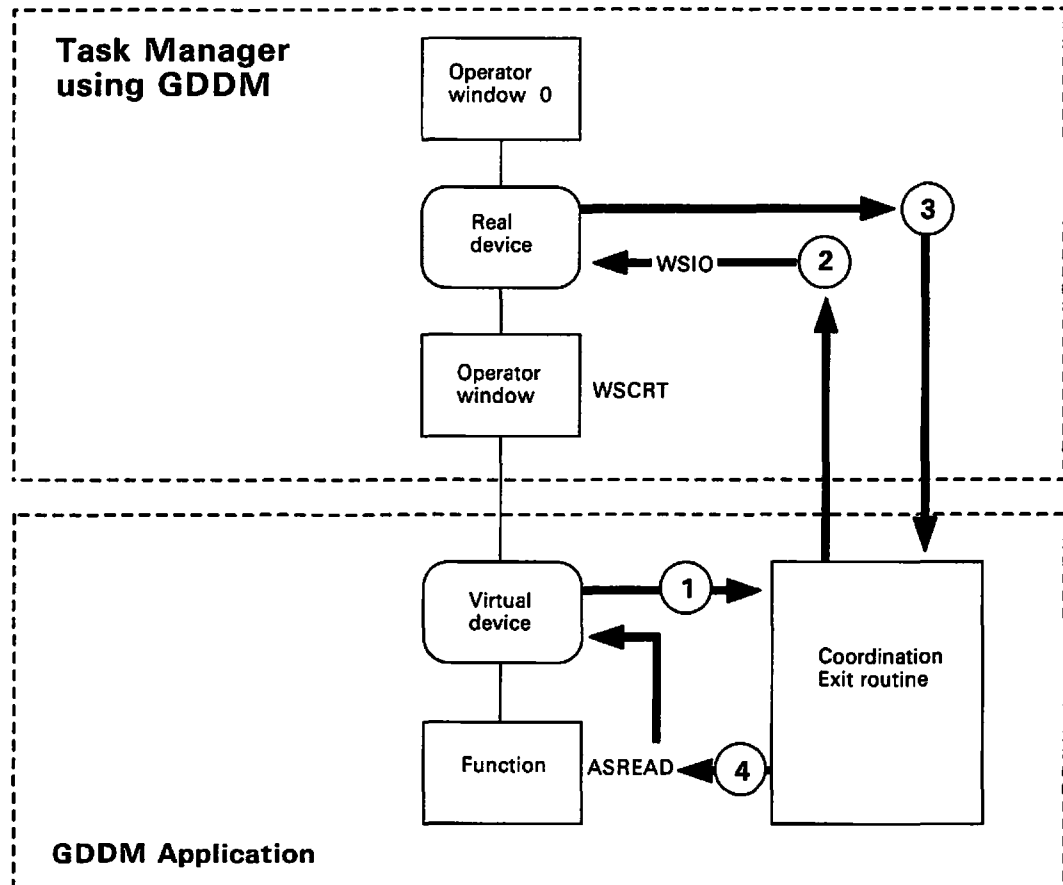 Task Manager
using GDDM
Operator
window 0
Real
device
3
WSIO
2
Operator
window
WSCRT
Virtual
device
1
Coordination
Exit routine
Function
ASREAD
4
GDDM Application